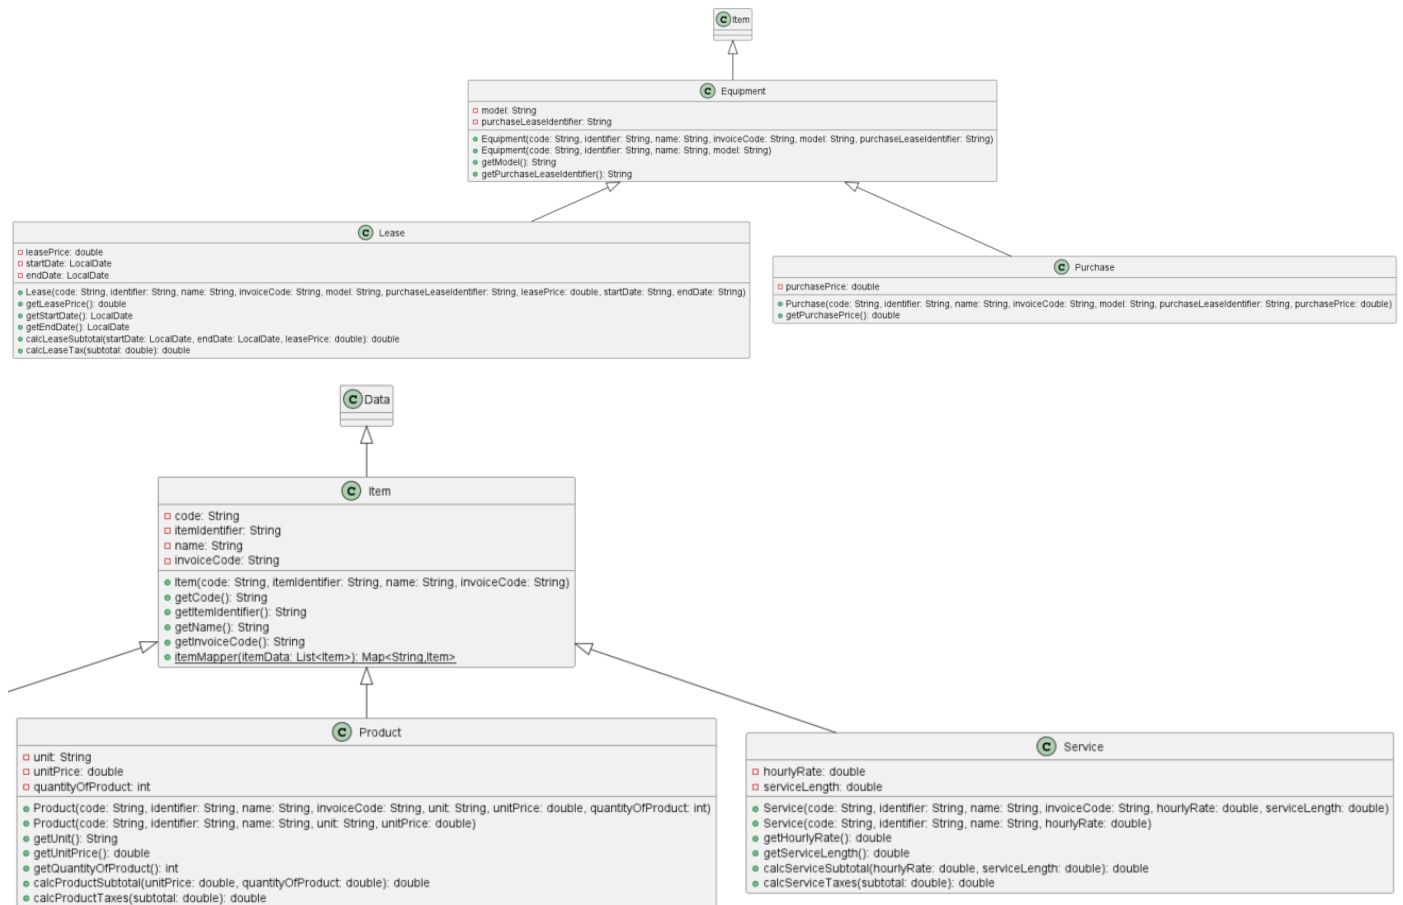 C Item
C Equipment
model: String
purchaseLeaseIdentifier: String
Equipment(code: String, identifier: String, name: String, invoiceCode: String, model: String, purchaseLeaseIdentifier: String)
Equipment(code: String, identifier: String, name: String, model: String)
getModel(): String
getPurchaseLeaseIdentifier(): String
C Lease
leasePrice: double
startDate: LocalDate
endDate: LocalDate
Lease(code: String, identifier: String, name: String, invoiceCode: String, model: String, purchaseLeaseIdentifier: String, leasePrice: double, startDate: String, endDate: String)
getLeasePrice(): double
getStartDate(): LocalDate
getEndDate(): LocalDate
calcLeaseSubtotal(startDate: LocalDate, endDate: LocalDate, leasePrice: double): double
calcLeaseTax(subtotal: double): double
C Purchase
purchasePrice: double
Purchase(code: String, identifier: String, name: String, invoiceCode: String, model: String, purchaseLeaseIdentifier: String, purchasePrice: double)
getPurchasePrice(): double
C Data
C Item
code: String
itemIdentifier: String
name: String
invoiceCode: String
Item(code: String, itemIdentifier: String, name: String, invoiceCode: String)
getCode(): String
getItemIdentifier(): String
getName(): String
getInvoiceCode(): String
itemMapper(itemData: List<Item>): Map<String,Item>
C Product
unit: String
unitPrice: double
quantityOfProduct: int
Product(code: String, identifier: String, name: String, invoiceCode: String, unit: String, unitPrice: double, quantityOfProduct: int)
Product(code: String, identifier: String, name: String, unit: String, unitPrice: double)
getUnit(): String
getUnitPrice(): double
getQuantityOfProduct(): int
calcProductSubtotal(unitPrice: double, quantityOfProduct: double): double
calcProductTaxes(subtotal: double): double
C Service
hourlyRate: double
serviceLength: double
Service(code: String, identifier: String, name: String, invoiceCode: String, hourlyRate: double, serviceLength: double)
Service(code: String, identifier: String, name: String, hourlyRate: double)
getHourlyRate(): double
getServiceLength(): double
calcServiceSubtotal(hourlyRate: double, serviceLength: double): double
calcServiceTaxes(subtotal: double): double